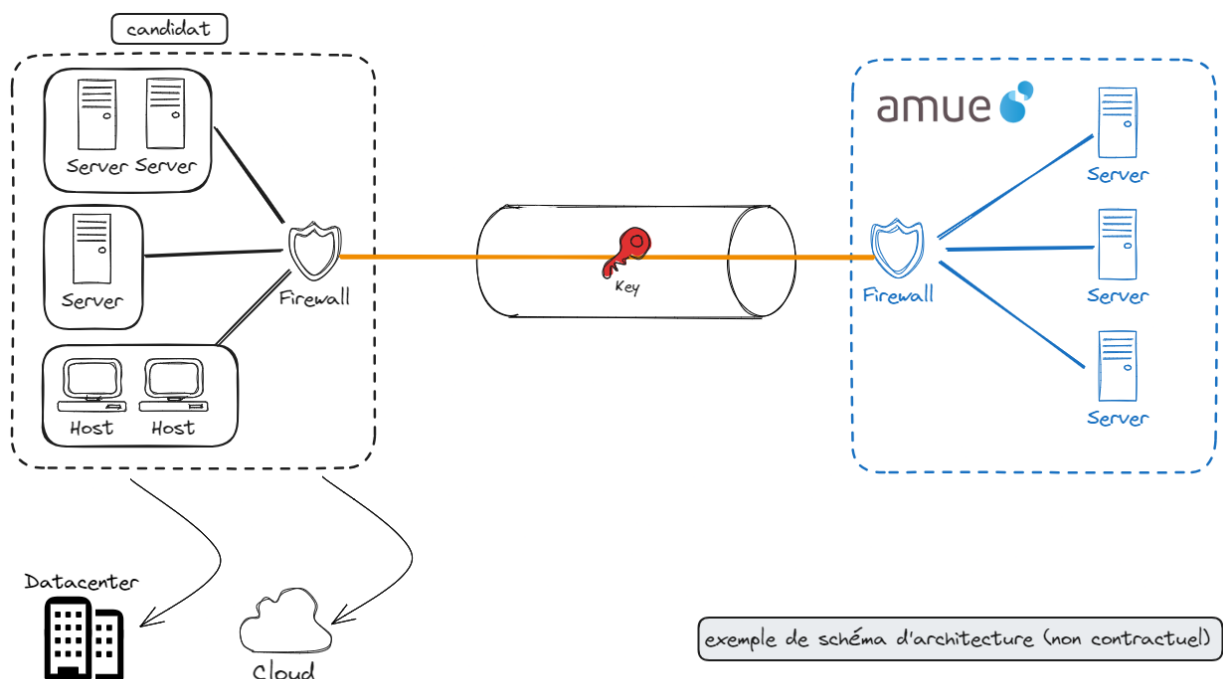 candidat
amue
Server Server
Server
Server
Firewall
Host Host
Key
Firewall
Server
Server
Server
Datacenter
Cloud
exemple de schéma d'architecture (non contractuel)